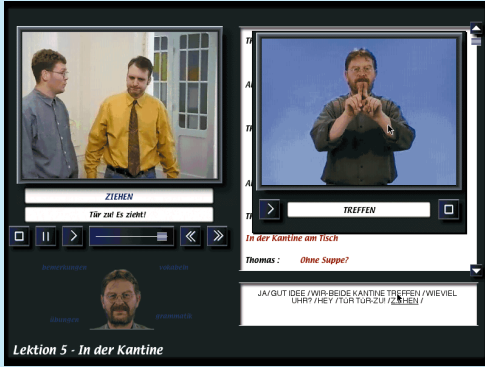 ZIEHEN
Tür zu! Es zieht!
TREFFEN
In der Kantine am Tisch
Thomas : Ohne Suppe?
JA/GUT IDEE /WIR-BEIDE KANTINE TREFFEN /WIEVIEL
UHR? /HEY /TüR TüR-ZU! /ZIEHEN /
grammatik
Lektion 5 - In der Kantine